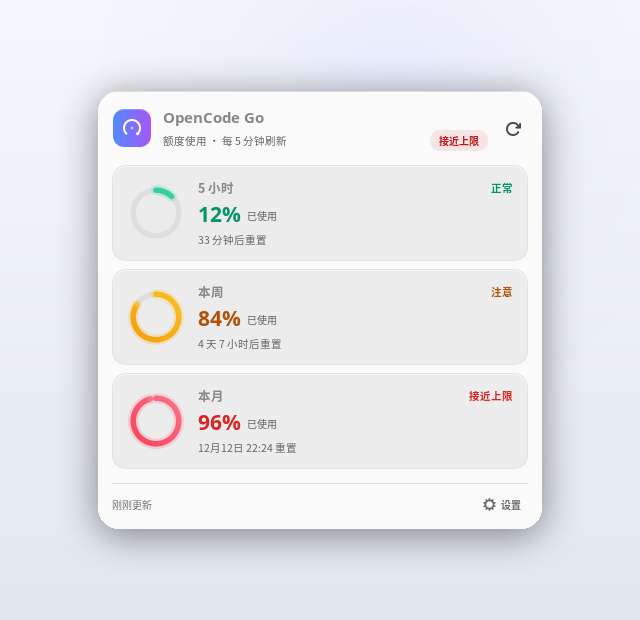 OpenCode Go
额度使用 · 每 5 分钟刷新
接近上限
5 小时
正常
12% 已使用
33 分钟后重置
本周
注意
84% 已使用
4 天 7 小时后重置
本月
接近上限
96% 已使用
12月12日 22:24 重置
刚刚更新
设置